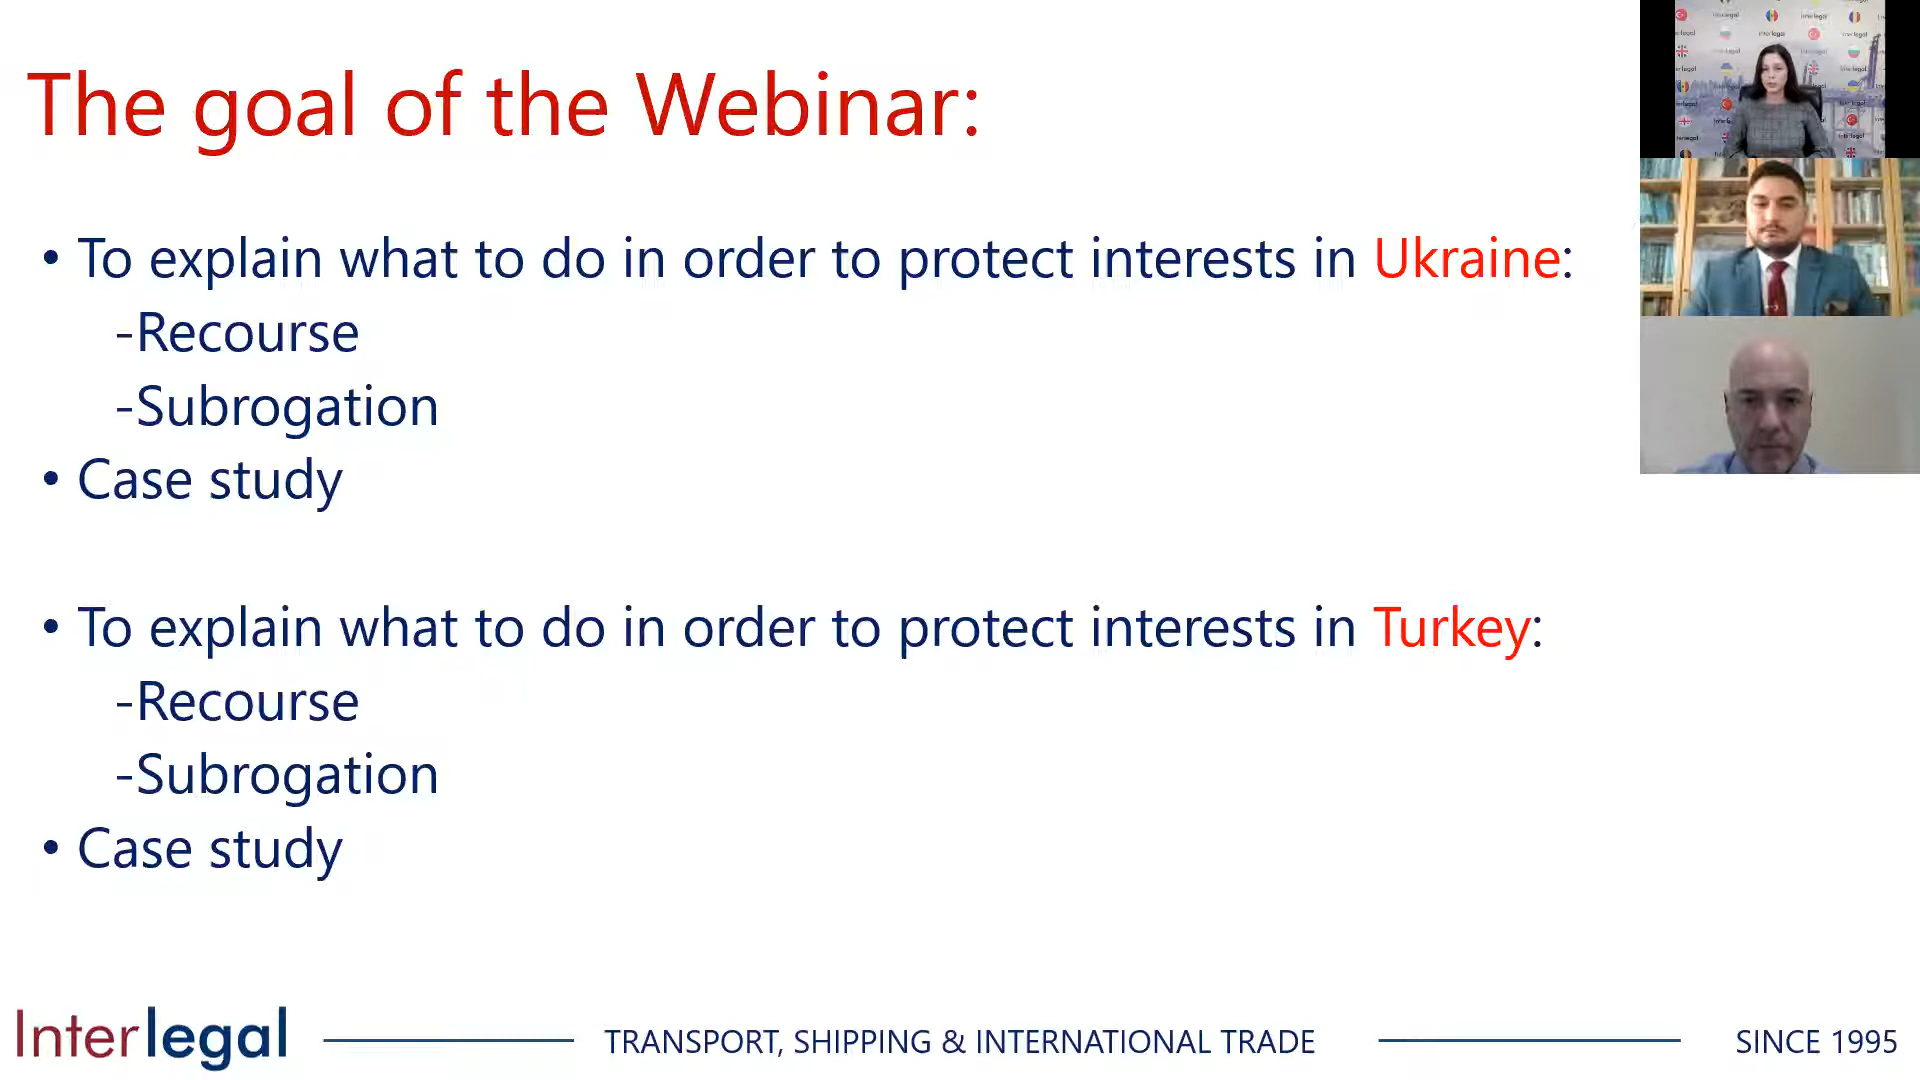 The goal of the Webinar:
• To explain what to do in order to protect interests in Ukraine:
-Recourse
-Subrogation
• Case study
• To explain what to do in order to protect interests in Turkey:
-Recourse
-Subrogation
• Case study
Interlegal
TRANSPORT, SHIPPING & INTERNATIONAL TRADE
SINCE 1995